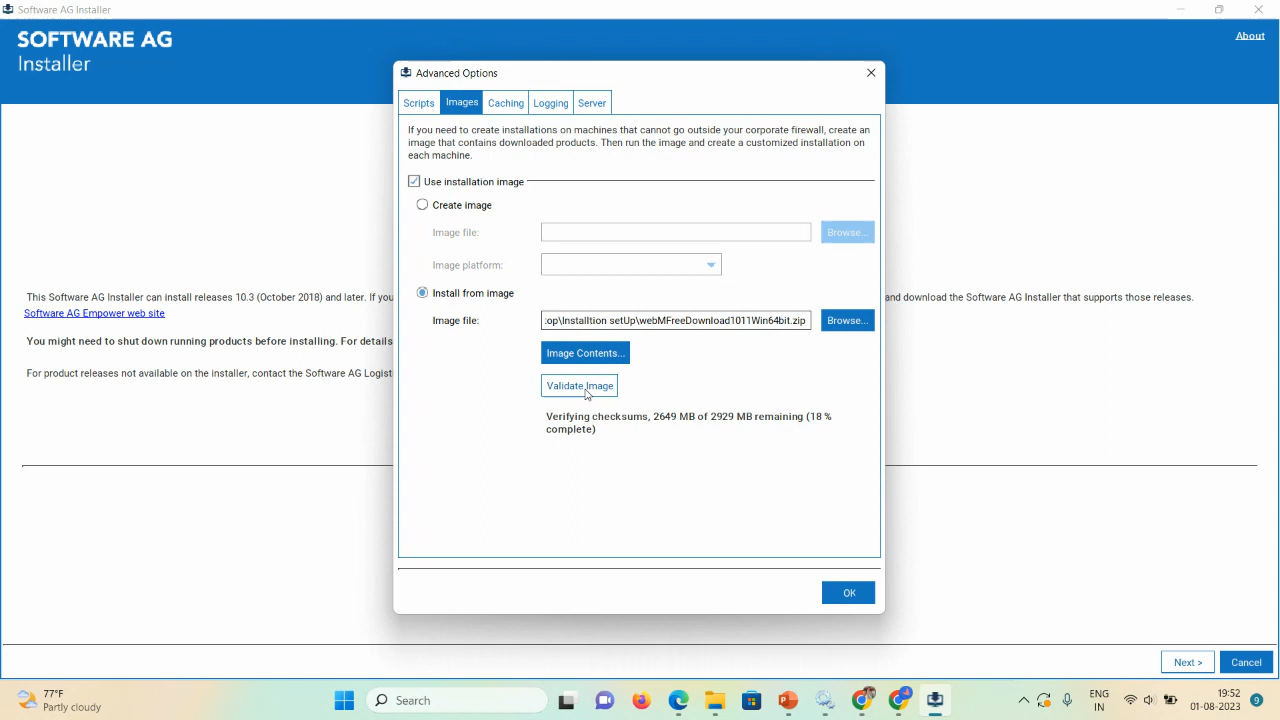 Software AG Installer
SOFTWARE AG
Installer
About
Advanced Options
Scripts
Images
Caching
Logging
Server
If you need to create installations on machines that cannot go outside your corporate firewall, create an
image that contains downloaded products. Then run the image and create a customized installation on
each machine.
Use installation image
Create image
Image file:
Browse...
Image platform:
Install from image
Image file:
:op\Installtion setUp\webMFreeDownload1011Win64bit.zip
Browse...
Image Contents...
Validate Image
Verifying checksums, 2649 MB of 2929 MB remaining (18 %
complete)
OK
This Software AG Installer can install releases 10.3 (October 2018) and later. If you
and download the Software AG Installer that supports those releases.
Software AG Empower web site
You might need to shut down running products before installing. For details
For product releases not available on the installer, contact the Software AG Logist
Next >
Cancel
77°F
Partly cloudy
Search
ENG
IN
19:52
01-08-2023
9